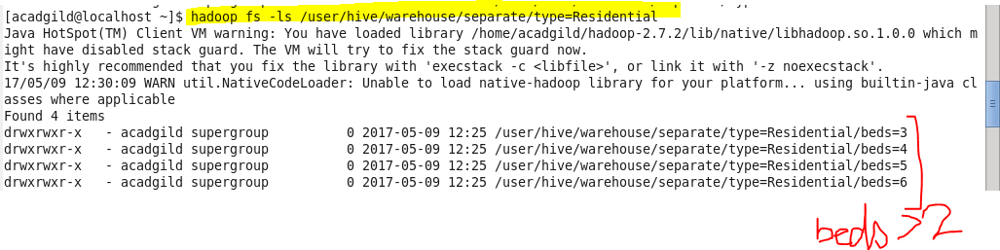 [acadgild@localhost ~]$ hadoop fs -ls /user/hive/warehouse/separate/type=Residential
Java HotSpot(TM) Client VM warning: You have loaded library /home/acadgild/hadoop-2.7.2/lib/native/libhadoop.so.1.0.0 which m
ight have disabled stack guard. The VM will try to fix the stack guard now.
It's highly recommended that you fix the library with 'execstack -c <libfile>', or link it with '-z noexecstack'.
17/05/09 12:30:09 WARN util.NativeCodeLoader: Unable to load native-hadoop library for your platform... using builtin-java cl
asses where applicable
Found 4 items
drwxrwxr-x   - acadgild supergroup          0 2017-05-09 12:25 /user/hive/warehouse/separate/type=Residential/beds=3
drwxrwxr-x   - acadgild supergroup          0 2017-05-09 12:25 /user/hive/warehouse/separate/type=Residential/beds=4
drwxrwxr-x   - acadgild supergroup          0 2017-05-09 12:25 /user/hive/warehouse/separate/type=Residential/beds=5
drwxrwxr-x   - acadgild supergroup          0 2017-05-09 12:25 /user/hive/warehouse/separate/type=Residential/beds=6
beds >2